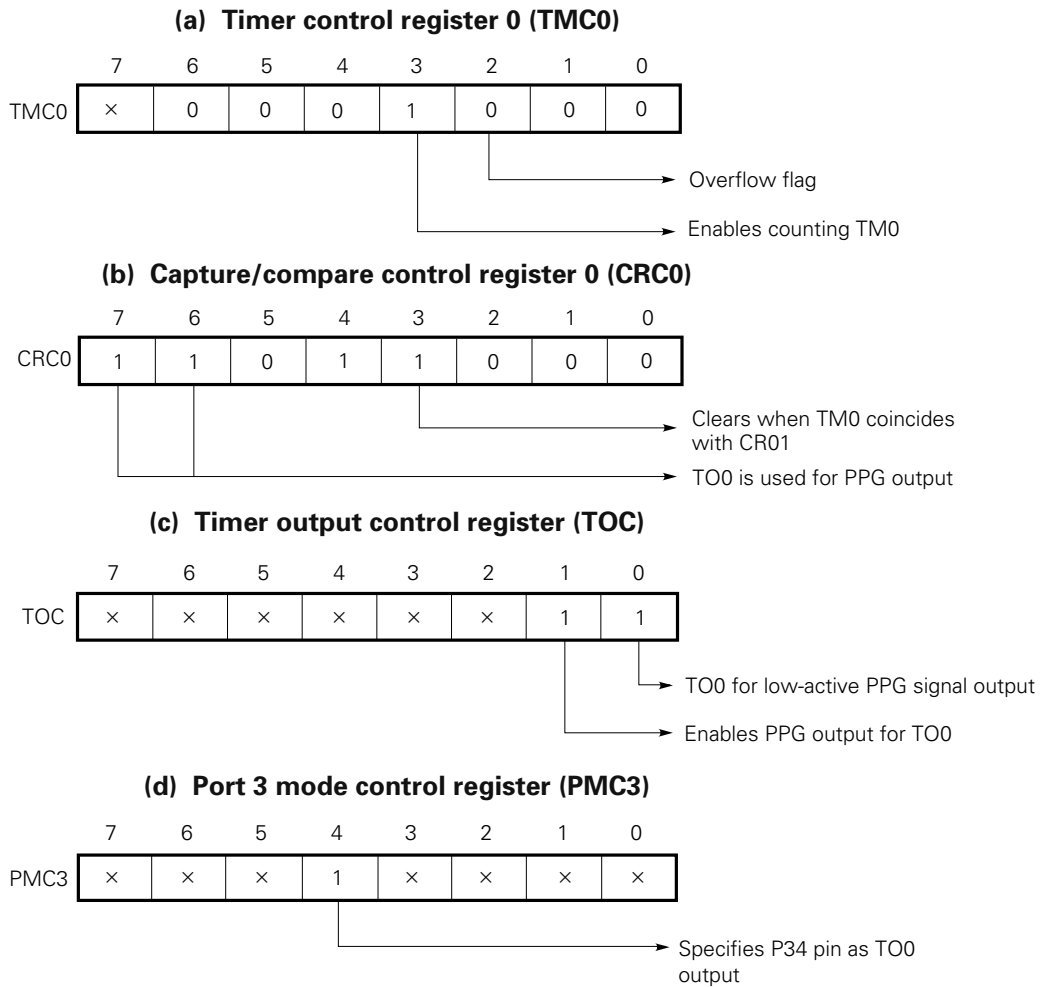 (a) Timer control register 0 (TMC0)
7 6 5 4 3 2 1 0
TMC0 × 0 0 0 1 0 0 0
Overflow flag
Enables counting TM0
(b) Capture/compare control register 0 (CRC0)
7 6 5 4 3 2 1 0
CRC0 1 1 0 1 1 0 0 0
Clears when TM0 coincides
with CR01
TO0 is used for PPG output
(c) Timer output control register (TOC)
7 6 5 4 3 2 1 0
TOC × × × × × × 1 1
TO0 for low-active PPG signal output
Enables PPG output for TO0
(d) Port 3 mode control register (PMC3)
7 6 5 4 3 2 1 0
PMC3 × × × 1 × × × ×
Specifies P34 pin as TO0
output